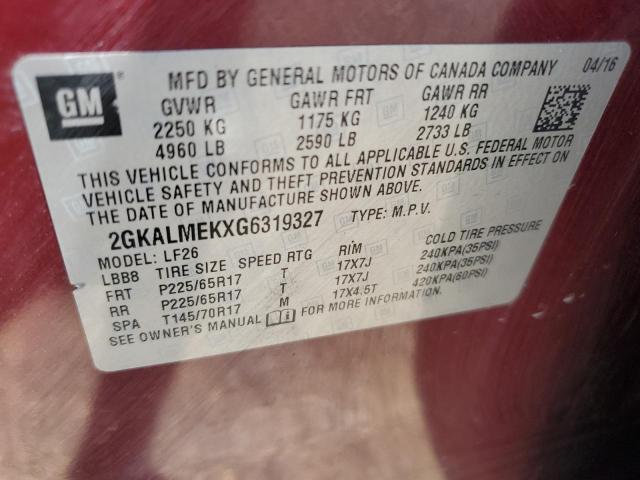 GM
MFD BY GENERAL MOTORS OF CANADA COMPANY 04/16
GVWR GAWR FRT GAWR RR
2250 KG 1175 KG 1240 KG
4960 LB 2590 LB 2733 LB
THIS VEHICLE CONFORMS TO ALL APPLICABLE U.S. FEDERAL MOTOR
VEHICLE SAFETY AND THEFT PREVENTION STANDARDS IN EFFECT ON
THE DATE OF MANUFACTURE SHOWN ABOVE.
2GKALMEKXG6319327 TYPE: M.P.V.
MODEL: LF26
LBB8 TIRE SIZE SPEED RTG RIM COLD TIRE PRESSURE
FRT P225/65R17 T 17X7J 240KPA(35PSI)
RR P225/65R17 T 17X7J 240KPA(35PSI)
SPA T145/70R17 M 17X4.5T 420KPA(60PSI)
SEE OWNER'S MANUAL FOR MORE INFORMATION.